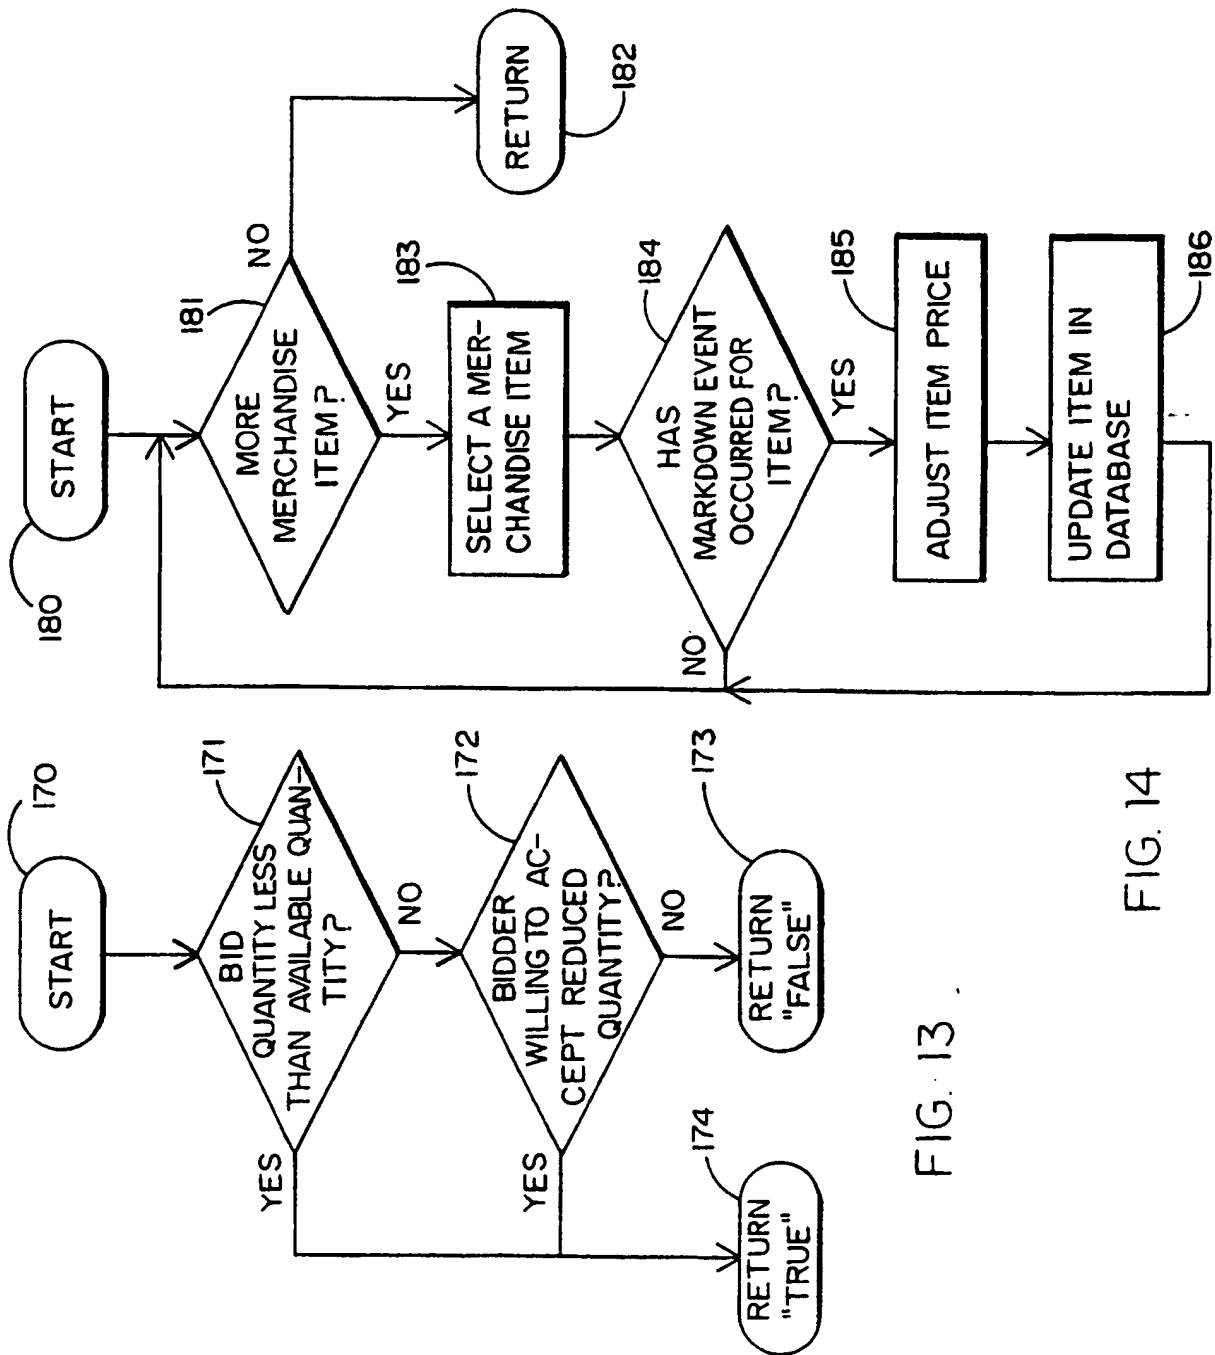 170
START
171
BID
QUANTITY LESS
THAN AVAILABLE QUAN-
TITY?
YES
NO
172
BIDDER
WILLING TO AC-
CEPT REDUCED
QUANTITY?
YES
NO
174
RETURN
"TRUE"
173
RETURN
"FALSE"
FIG. 13
180
START
181
MORE
MERCHANDISE
ITEM?
NO
YES
RETURN
182
183
SELECT A MER-
CHANDISE ITEM
184
HAS
MARKDOWN EVENT
OCCURRED FOR
ITEM?
NO
YES
185
ADJUST ITEM PRICE
UPDATE ITEM IN
DATABASE
186
FIG. 14